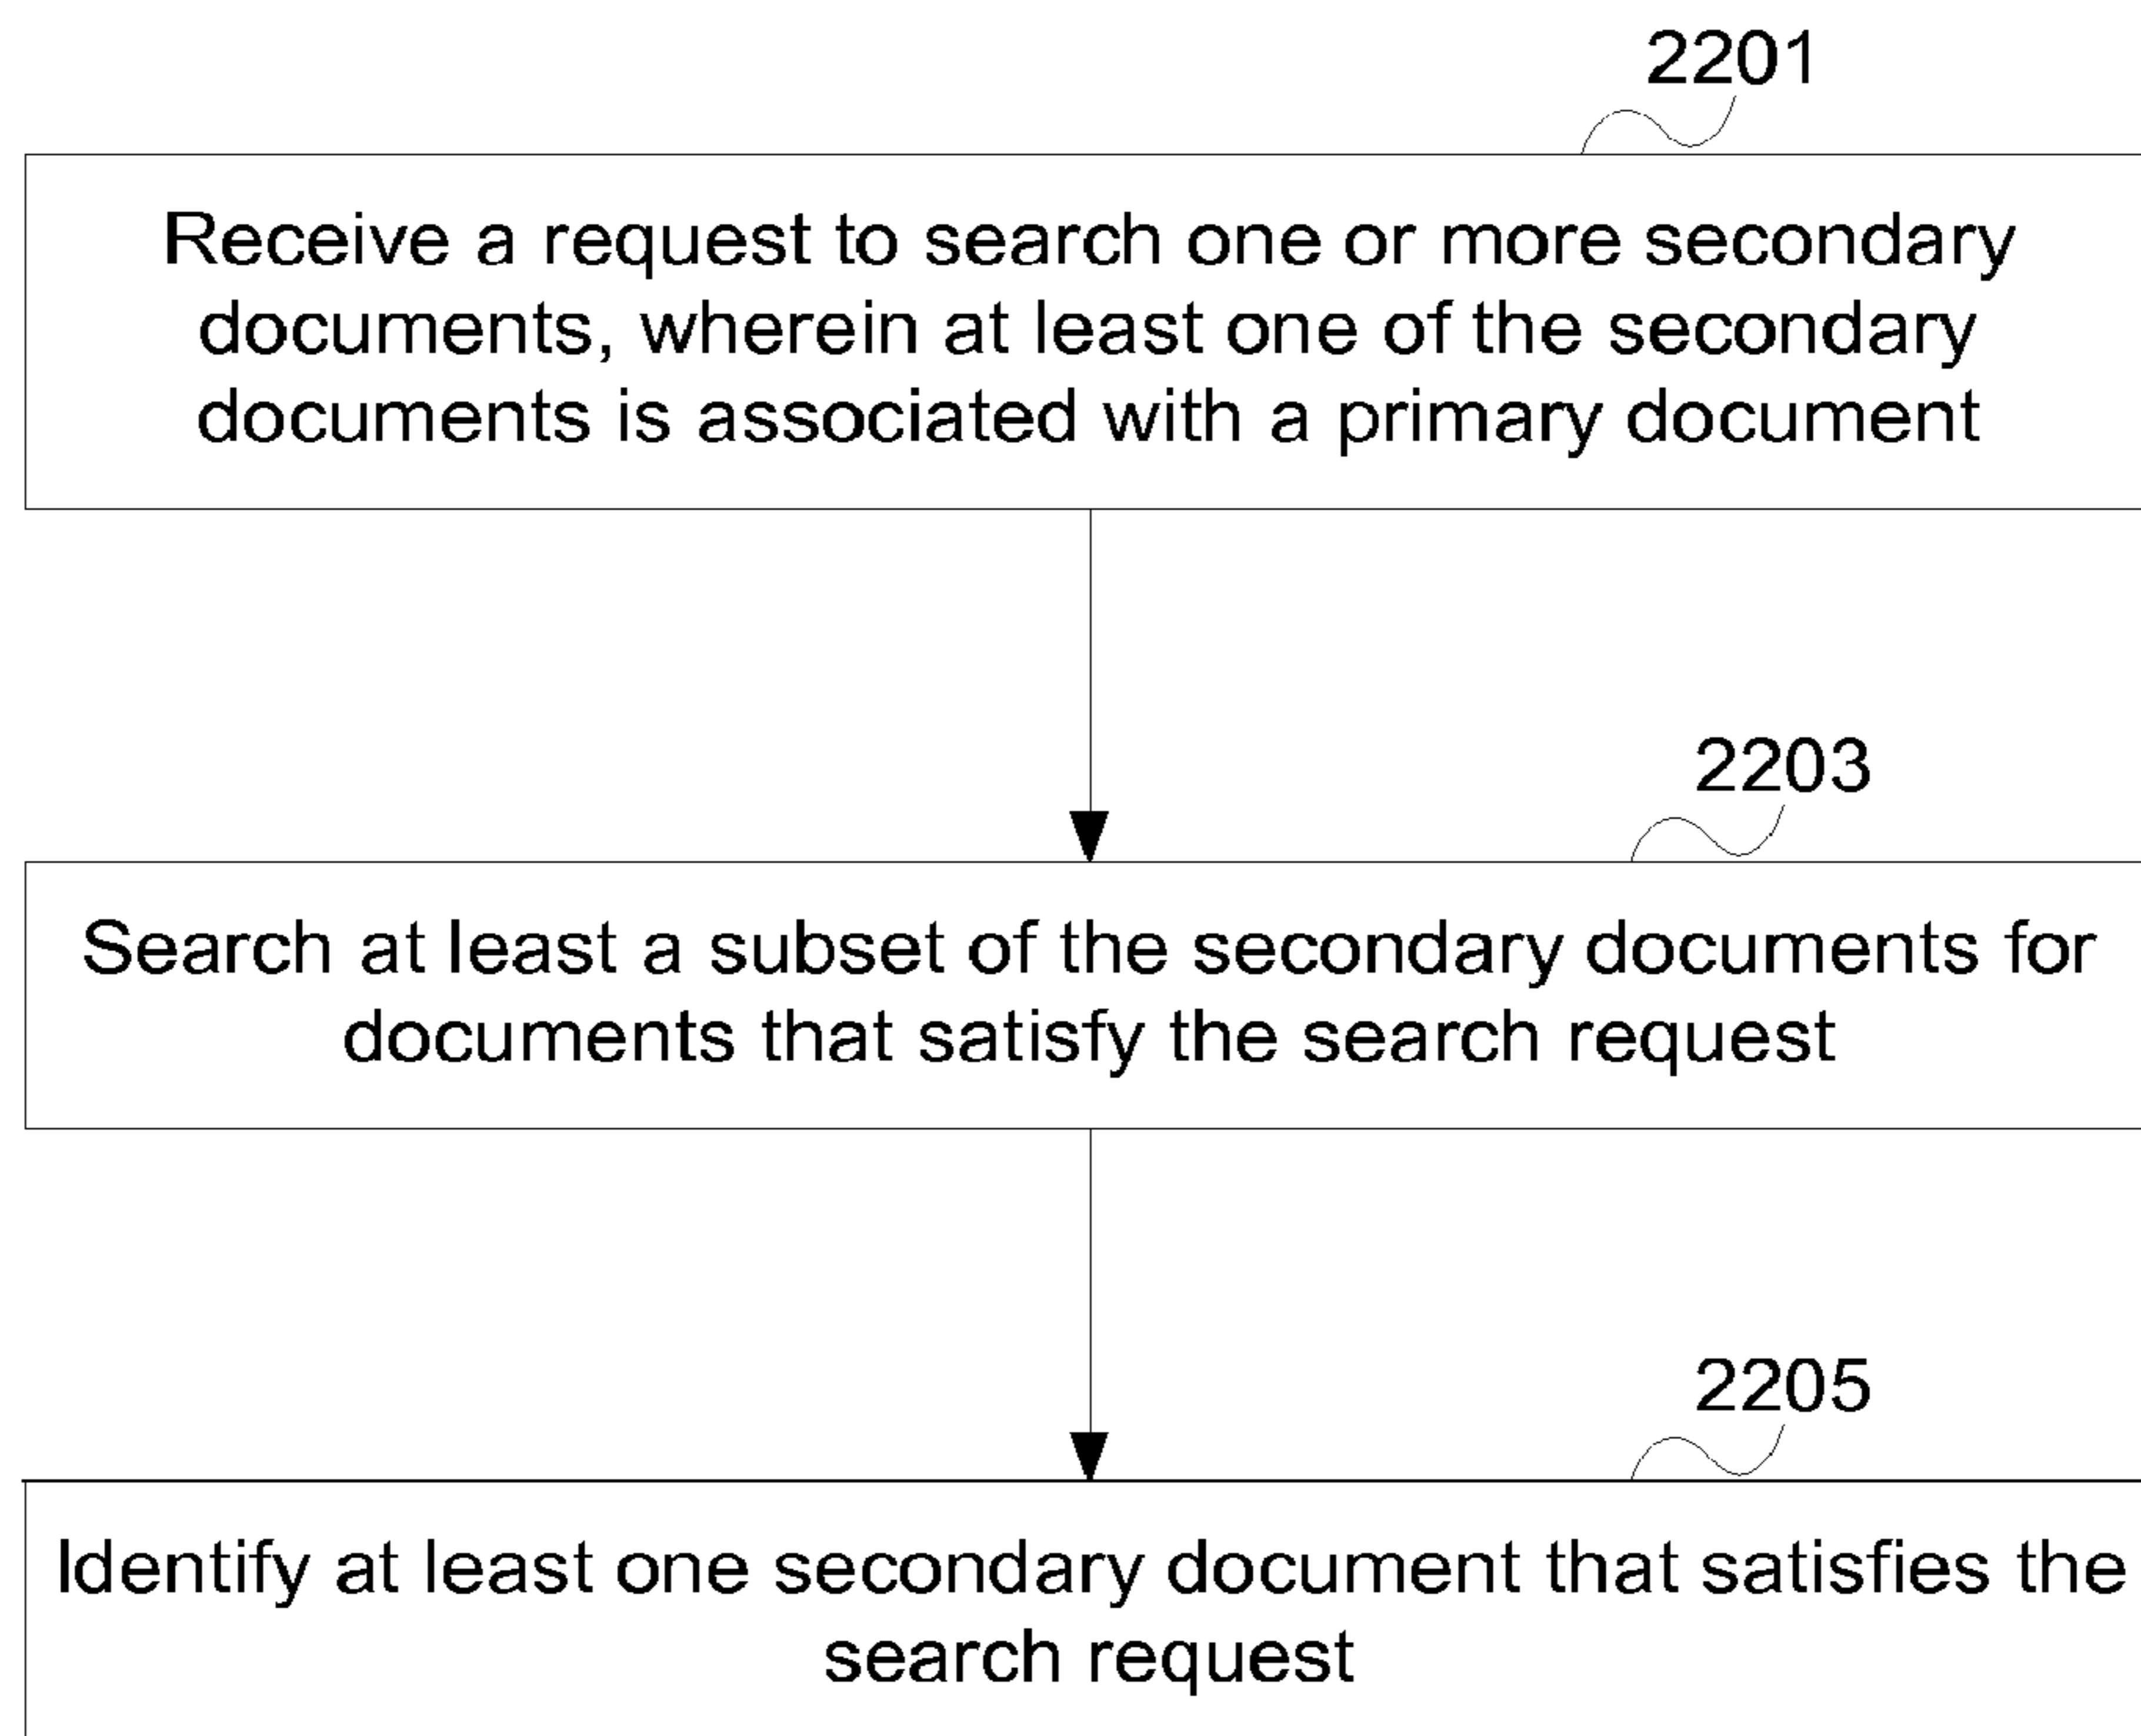 2201
Receive a request to search one or more secondary
documents, wherein at least one of the secondary
documents is associated with a primary document
2203
Search at least a subset of the secondary documents for
documents that satisfy the search request
2205
Identify at least one secondary document that satisfies the
search request